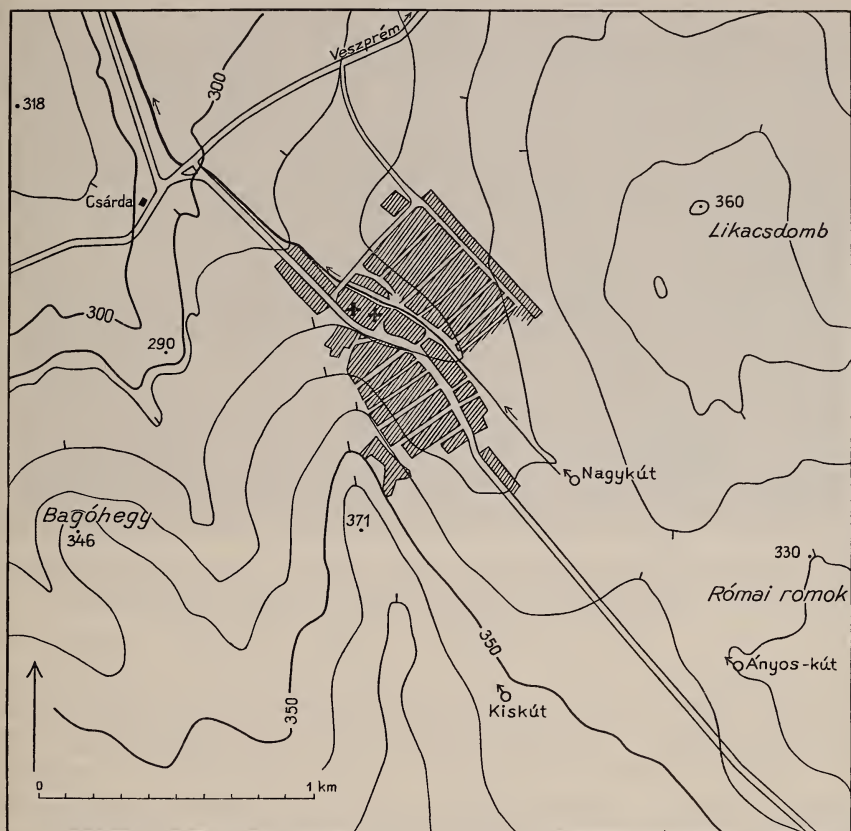 Veszprém
300
318
Csárda
360
Likacsdomb
300
290
Nagykút
Bagóhegy
346
371
330
Római romok
350
Ányos-kút
350
Kiskút
0
1 km